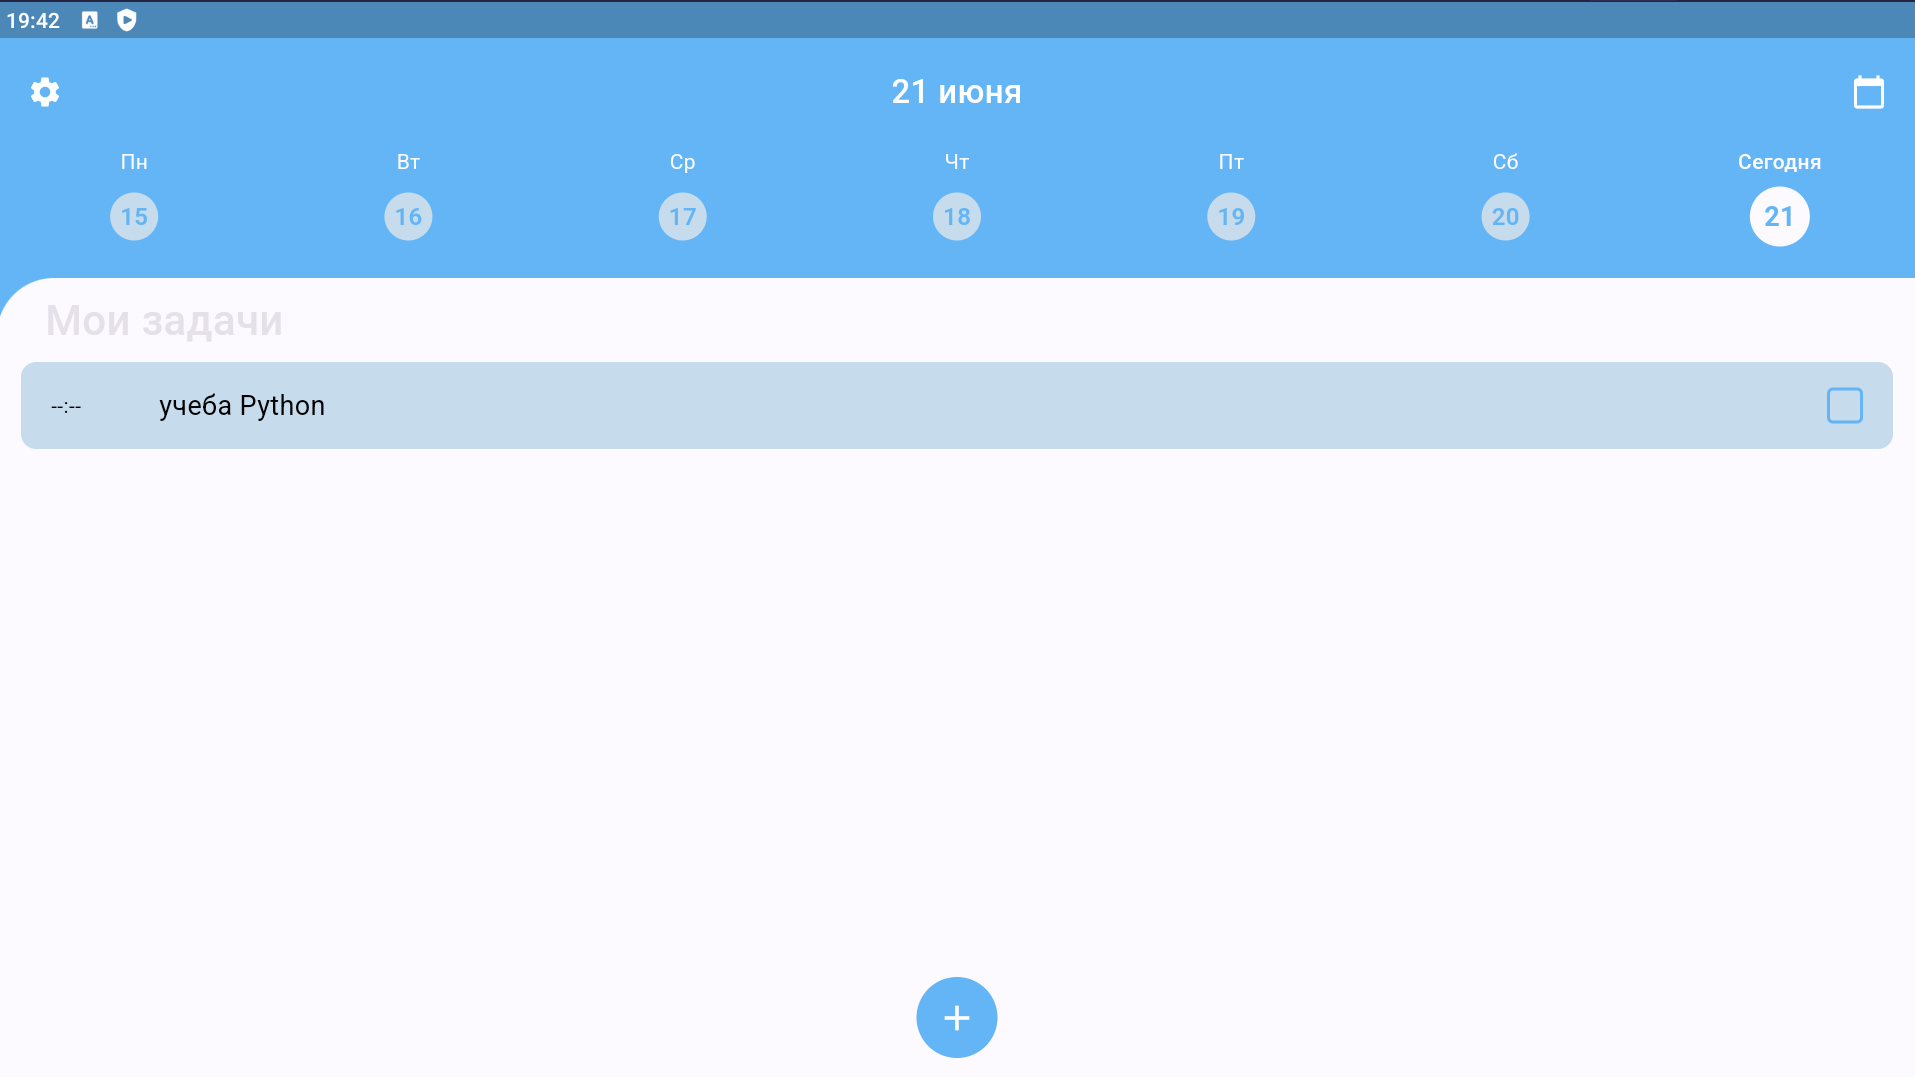 19:42
21 июня
Пн Вт Ср Чт Пт Сб Сегодня
15 16 17 18 19 20 21
Мои задачи
--:-- учеба Python